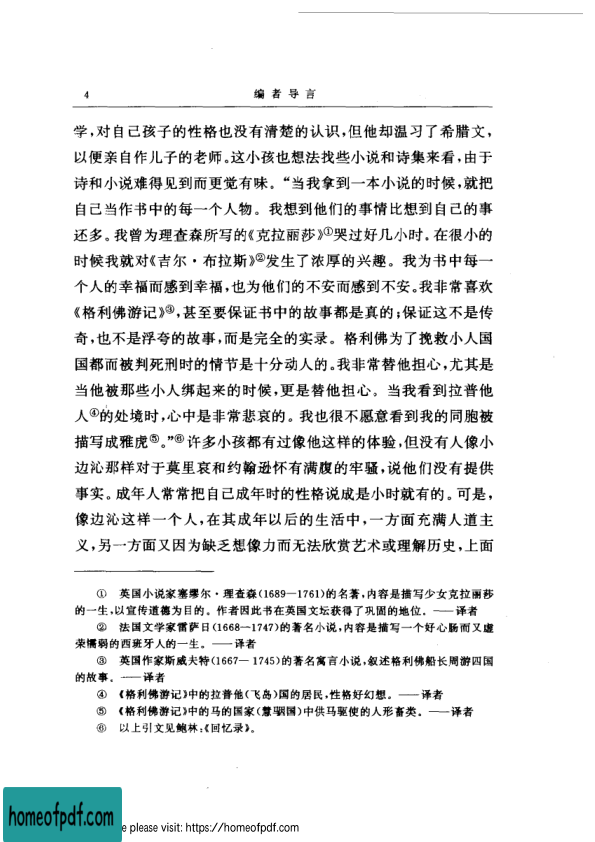 4 编者导言
学,对自己孩子的性格也没有清楚的认识,但他却温习了希腊文,
以便亲自作儿子的老师。这小孩也想法找些小说和诗集来看,由于
诗和小说难得见到而更觉有味。“当我拿到一本小说的时候,就把
自己当作书中的每一个人物。我想到他们的事情比想到自己的事
还多。我曾为理查森所写的《克拉丽莎》①哭过好几小时。在很小的
时候我就对《吉尔·布拉斯》②发生了浓厚的兴趣。我为书中每一
个人的幸福而感到幸福,也为他们的不安而感到不安。我非常喜欢
《格利佛游记》③,甚至要保证书中的故事都是真的;保证这不是传
奇,也不是浮夸的故事,而是完全的实录。格利佛为了挽救小人国
国都而被判死刑时的情节是十分动人的。我非常替他担心,尤其是
当他被那些小人绑起来的时候,更是替他担心。当我看到拉普他
人④的处境时,心中是非常悲哀的。我也很不愿意看到我的同胞被
描写成雅虎⑤。”⑥许多小孩都有过像他这样的体验,但没有人像小
边沁那样对于莫里哀和约翰逊怀有满腹的牢骚,说他们没有提供
事实。成年人常常把自己成年时的性格说成是小时就有的。可是,
像边沁这样一个人,在其成年以后的生活中,一方面充满人道主
义,另一方面又因为缺乏想像力而无法欣赏艺术或理解历史,上面
① 英国小说家塞缪尔·理查森(1689—1761)的名著,内容是描写少女克拉丽莎
的一生,以宣传道德为目的。作者因此书在英国文坛获得了巩固的地位。——译者
② 法国文学家雷萨日(1668—1747)的著名小说,内容是描写一个好心肠而又虚
荣懦弱的西班牙人的一生。——译者
③ 英国作家斯威夫特(1667—1745)的著名寓言小说,叙述格利佛船长周游四国
的故事。——译者
④ 《格利佛游记》中的拉普他(飞岛)国的居民,性格好幻想。——译者
⑤ 《格利佛游记》中的马的国家(慧骃国)中供马驱使的人形畜类。——译者
⑥ 以上引文见鲍林:《回忆录》。
homeofpdf.com
e please visit: https://homeofpdf.com